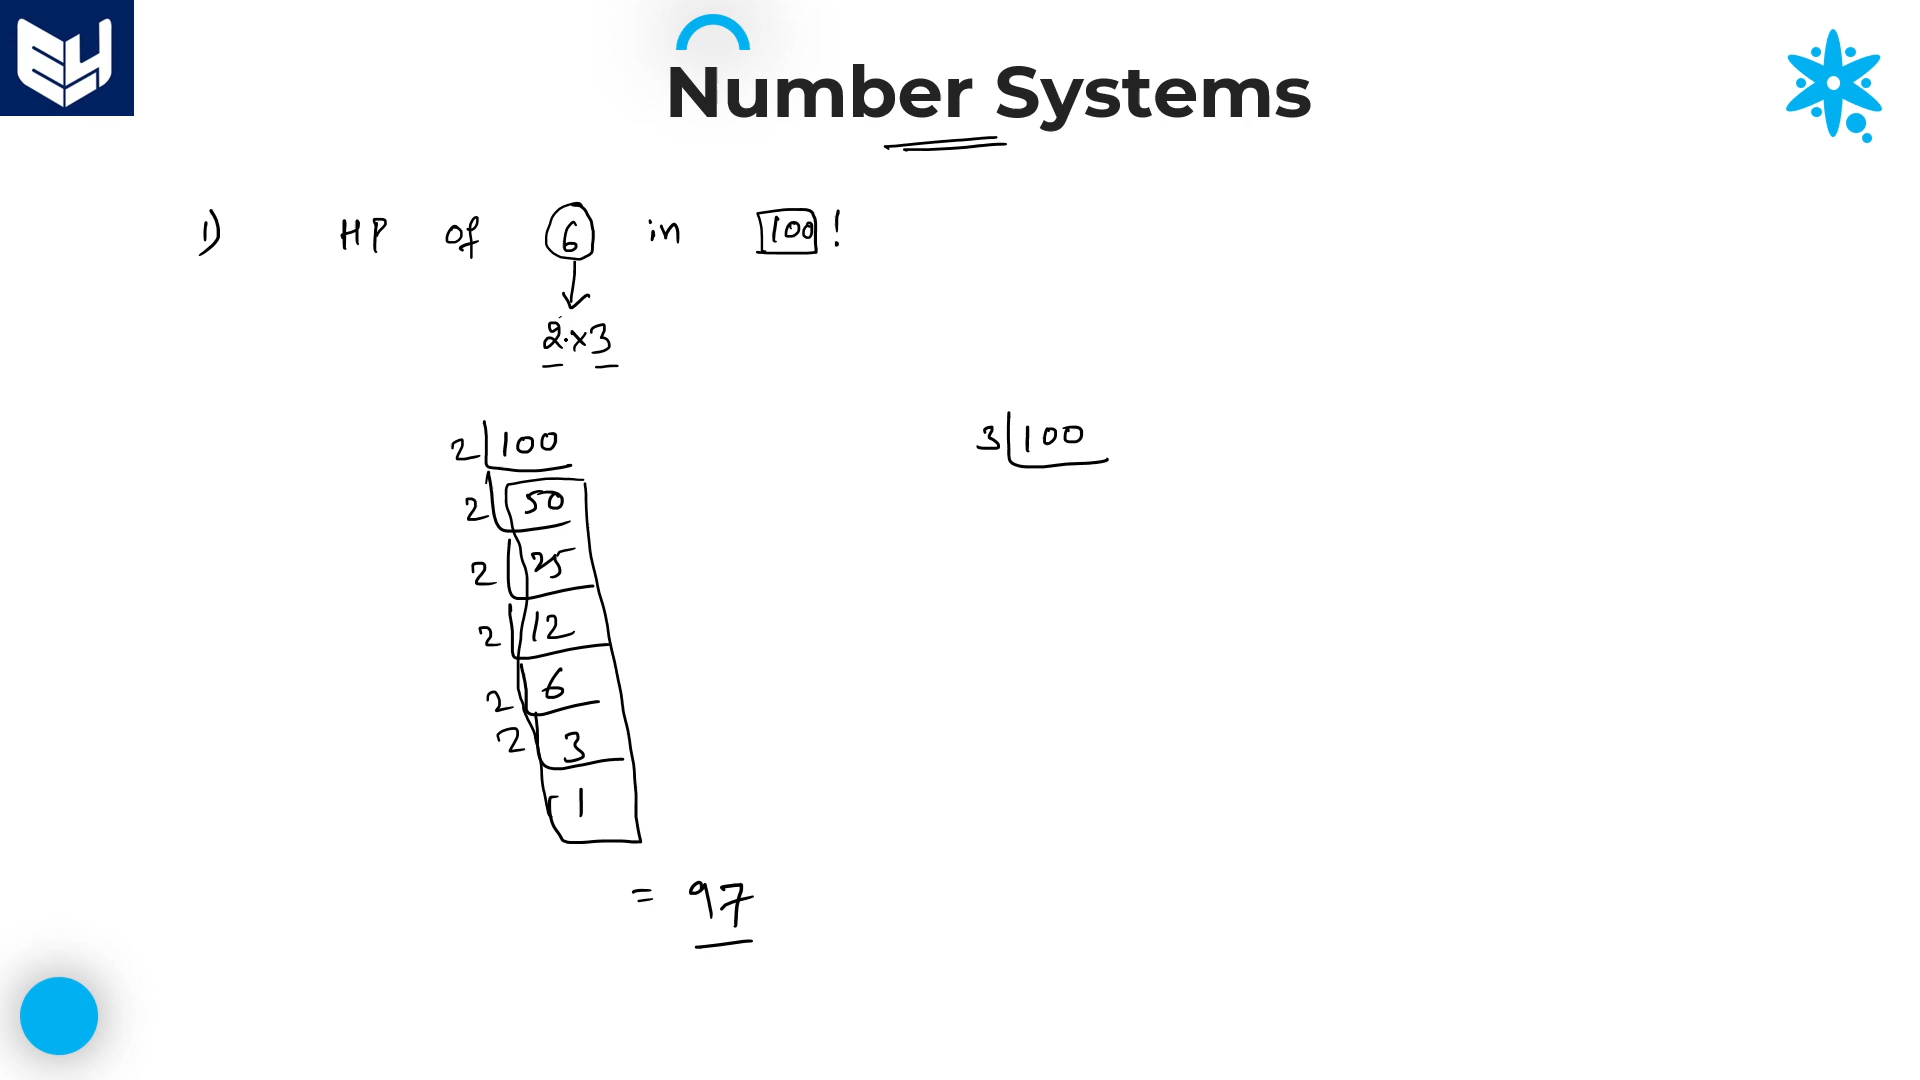 EY
Number Systems
1) HP of 6 in 100!
2 × 3
2 100
2 50
2 25
2 12
2 6
2 3
1
= 97
3 100